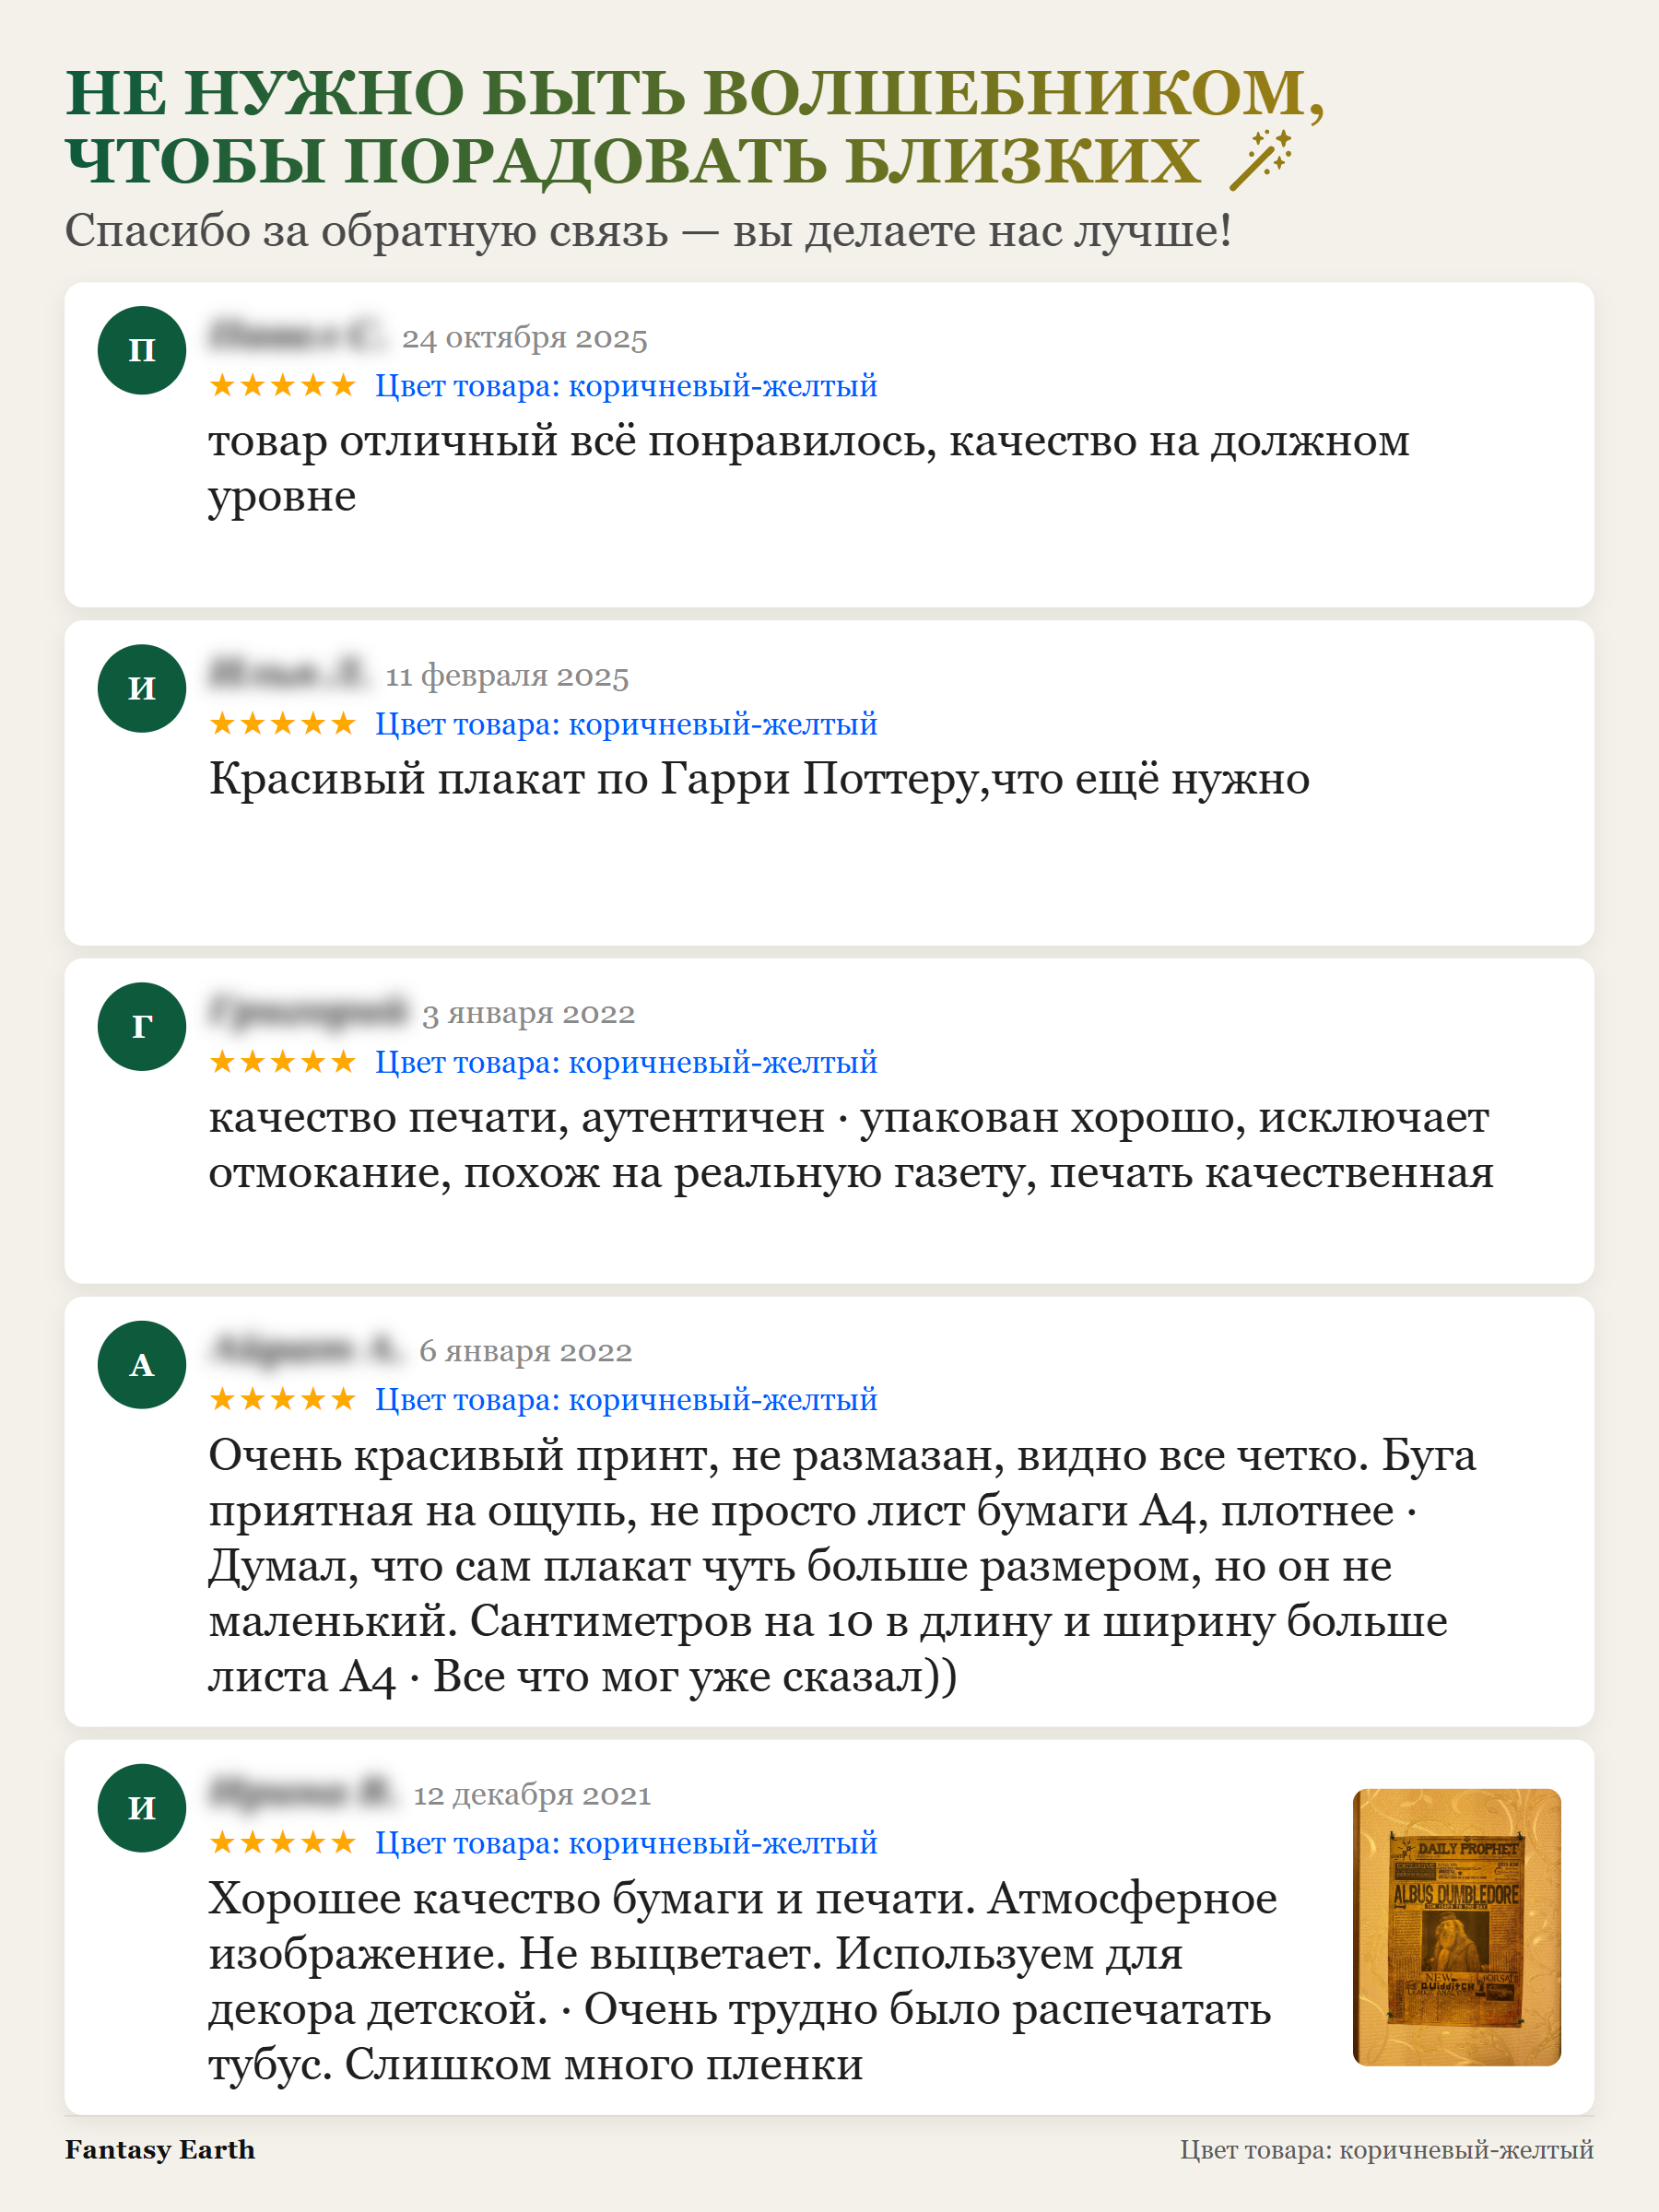 НЕ НУЖНО БЫТЬ ВОЛШЕБНИКОМ,
ЧТОБЫ ПОРАДОВАТЬ БЛИЗКИХ
Спасибо за обратную связь — вы делаете нас лучше!
П
24 октября 2025
★★★★★ Цвет товара: коричневый-желтый
товар отличный всё понравилось, качество на должном
уровне
И
11 февраля 2025
★★★★★ Цвет товара: коричневый-желтый
Красивый плакат по Гарри Поттеру,что ещё нужно
Г
3 января 2022
★★★★★ Цвет товара: коричневый-желтый
качество печати, аутентичен · упакован хорошо, исключает
отмокание, похож на реальную газету, печать качественная
А
6 января 2022
★★★★★ Цвет товара: коричневый-желтый
Очень красивый принт, не размазан, видно все четко. Буга
приятная на ощупь, не просто лист бумаги А4, плотнее ·
Думал, что сам плакат чуть больше размером, но он не
маленький. Сантиметров на 10 в длину и ширину больше
листа А4 · Все что мог уже сказал))
И
12 декабря 2021
★★★★★ Цвет товара: коричневый-желтый
Хорошее качество бумаги и печати. Атмосферное
изображение. Не выцветает. Используем для
декора детской. · Очень трудно было распечатать
тубус. Слишком много пленки
DAILY PROPHET
ALBUS DUMBLEDORE
NEW
QUIDDITCH
Fantasy Earth
Цвет товара: коричневый-желтый